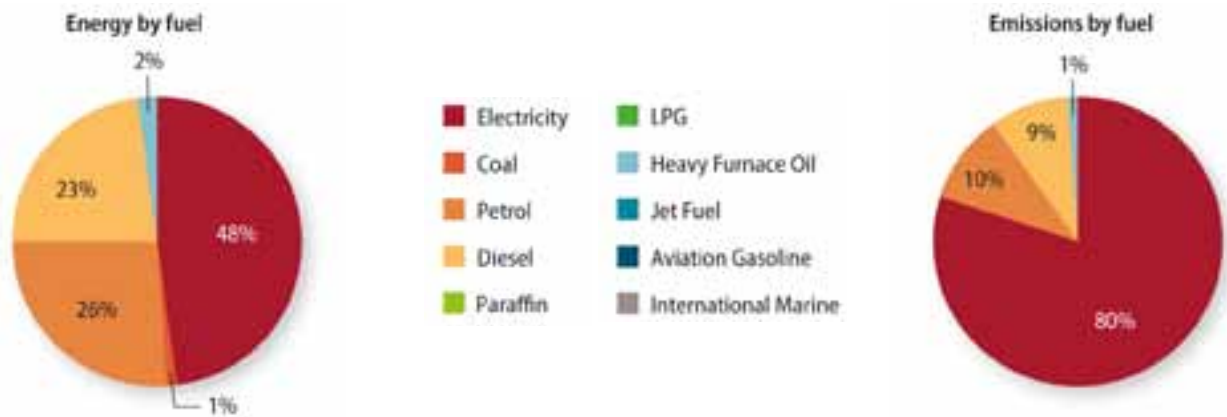 Energy by fuel
2%
23%
48%
26%
1%
Electricity
Coal
Petrol
Diesel
Paraffin
LPG
Heavy Furnace Oil
Jet Fuel
Aviation Gasoline
International Marine
Emissions by fuel
1%
9%
10%
80%